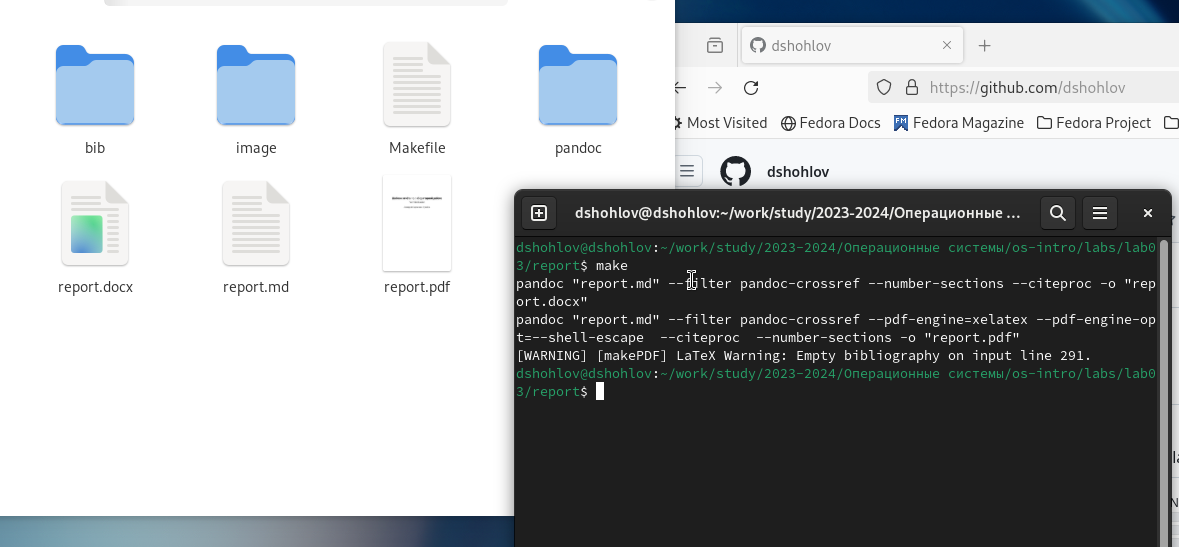 dshohlov
https://github.com/dshohlov
Most Visited
Fedora Docs
Fedora Magazine
Fedora Project
dshohlov
bib
image
Makefile
pandoc
report.docx
report.md
report.pdf
dshohlov@dshohlov:~/work/study/2023-2024/Операционные ...
dshohlov@dshohlov:~/work/study/2023-2024/Операционные системы/os-intro/labs/lab0
3/report$ make
pandoc "report.md" --filter pandoc-crossref --number-sections --citeproc -o "rep
ort.docx"
pandoc "report.md" --filter pandoc-crossref --pdf-engine=xelatex --pdf-engine-op
t=--shell-escape  --citeproc  --number-sections -o "report.pdf"
[WARNING] [makePDF] LaTeX Warning: Empty bibliography on input line 291.
dshohlov@dshohlov:~/work/study/2023-2024/Операционные системы/os-intro/labs/lab0
3/report$